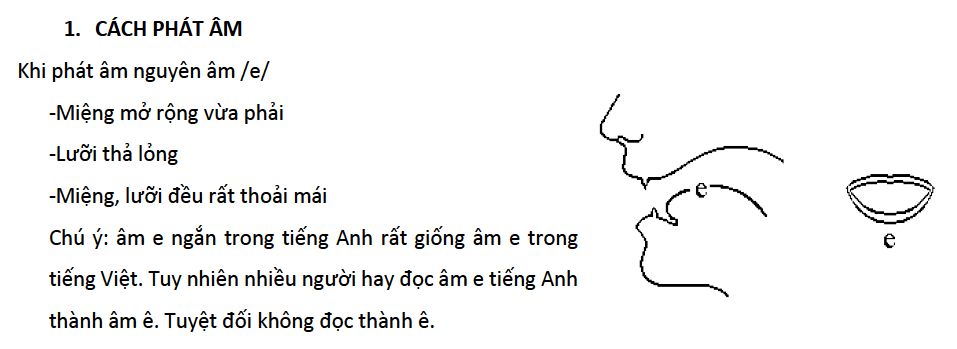 1. CÁCH PHÁT ÂM
Khi phát âm nguyên âm /e/
-Miệng mở rộng vừa phải
-Lưỡi thả lỏng
-Miệng, lưỡi đều rất thoải mái
Chú ý: âm e ngắn trong tiếng Anh rất giống âm e trong
tiếng Việt. Tuy nhiên nhiều người hay đọc âm e tiếng Anh
thành âm ê. Tuyệt đối không đọc thành ê.
e
e